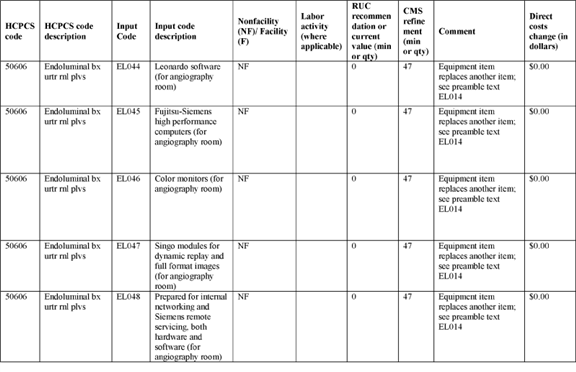 HCPCS code HCPCS code description Input Code Input code description Nonfacility (NF)/ Facility (F) Labor activity (where applicable) RUC recommen dation or current value (min or qty) CMS refine ment (min or qty) Comment Direct costs change (in dollars)
50606 Endoluminal bx urtr rnl plvs EL044 Leonardo software (for angiography room) NF 0 47 Equipment item replaces another item; see preamble text EL014 $0.00
50606 Endoluminal bx urtr rnl plvs EL045 Fujitsu-Siemens high performance computers (for angiography room) NF 0 47 Equipment item replaces another item; see preamble text EL014 $0.00
50606 Endoluminal bx urtr rnl plvs EL046 Color monitors (for angiography room) NF 0 47 Equipment item replaces another item; see preamble text EL014 $0.00
50606 Endoluminal bx urtr rnl plvs EL047 Singo modules for dynamic replay and full format images (for angiography room) NF 0 47 Equipment item replaces another item; see preamble text EL014 $0.00
50606 Endoluminal bx urtr rnl plvs EL048 Prepared for internal networking and Siemens remote servicing, both hardware and software (for angiography room) NF 0 47 Equipment item replaces another item; see preamble text EL014 $0.00